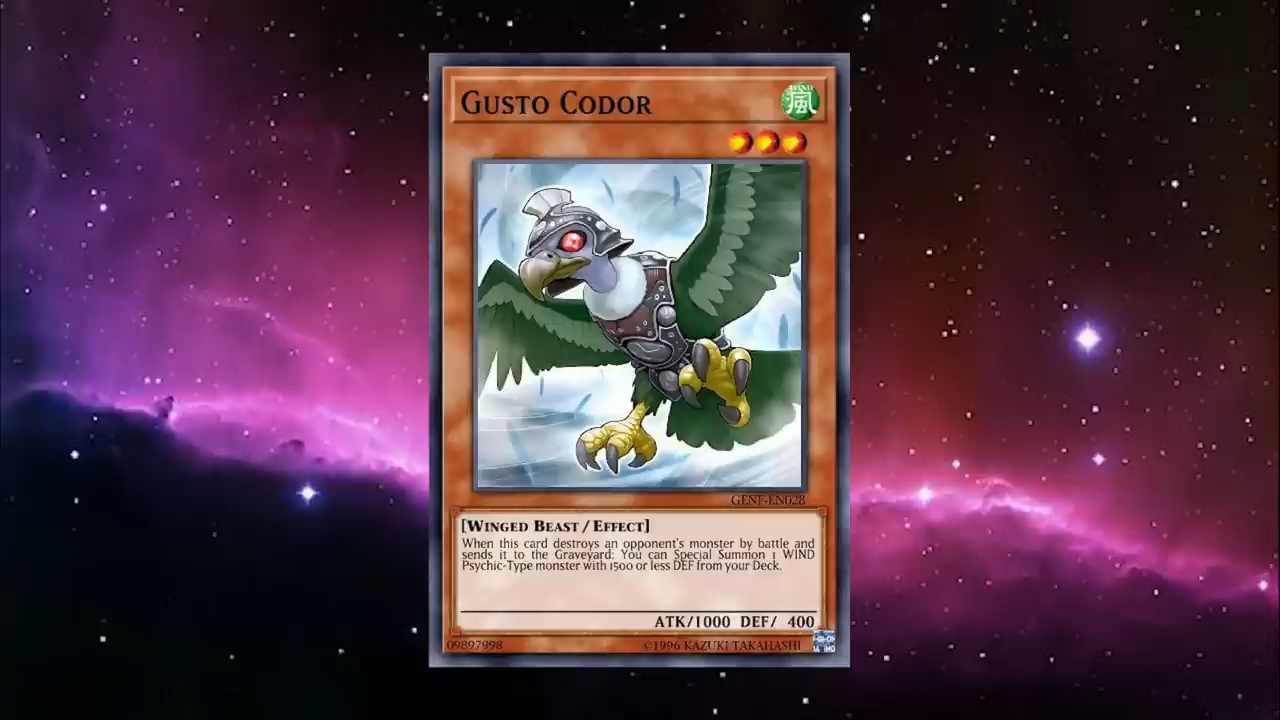 GUSTO CODOR
WIND
風
GENF-EN028
[WINGED BEAST / EFFECT]
When this card destroys an opponent's monster by battle and
sends it to the Graveyard: You can Special Summon 1 WIND
Psychic-Type monster with 1500 or less DEF from your Deck.
ATK/1000 DEF/ 400
09897998
©1996 KAZUKI TAKAHASHI